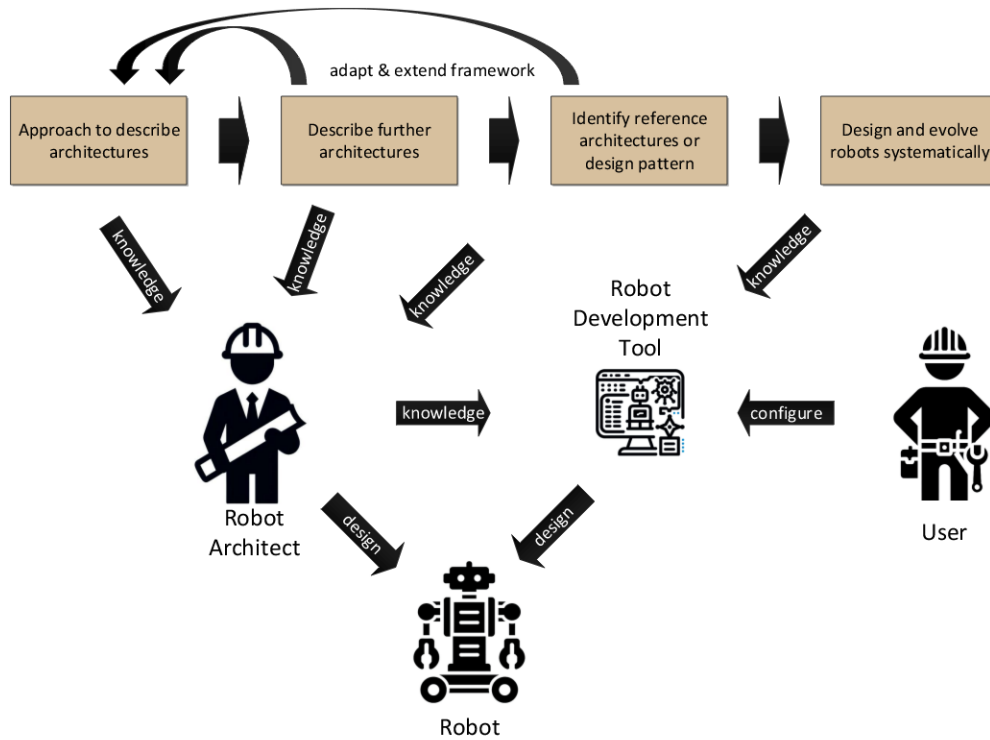 adapt & extend framework
Approach to describe
architectures
Describe further
architectures
Identify reference
architectures or
design pattern
Design and evolve
robots systematically
knowledge
knowledge
knowledge
knowledge
Robot
Development
Tool
knowledge
configure
Robot
Architect
design
design
User
Robot